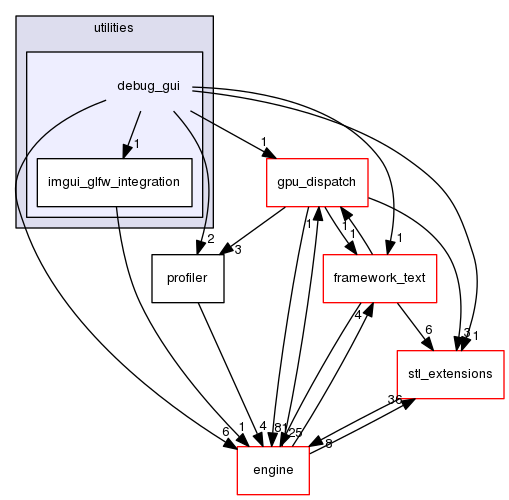 utilities
debug_gui
1
1
imgui_glfw_integration
gpu_dispatch
1
1
1
2
3
1
profiler
framework_text
4
6
3
1
stl_extensions
36
6
1
4
81
25
8
engine